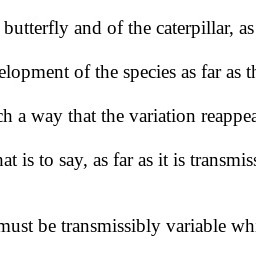 butterfly and of the caterpillar, as
elopment of the species as far as th
ch a way that the variation reappea
at is to say, as far as it is transmiss
must be transmissibly variable wh